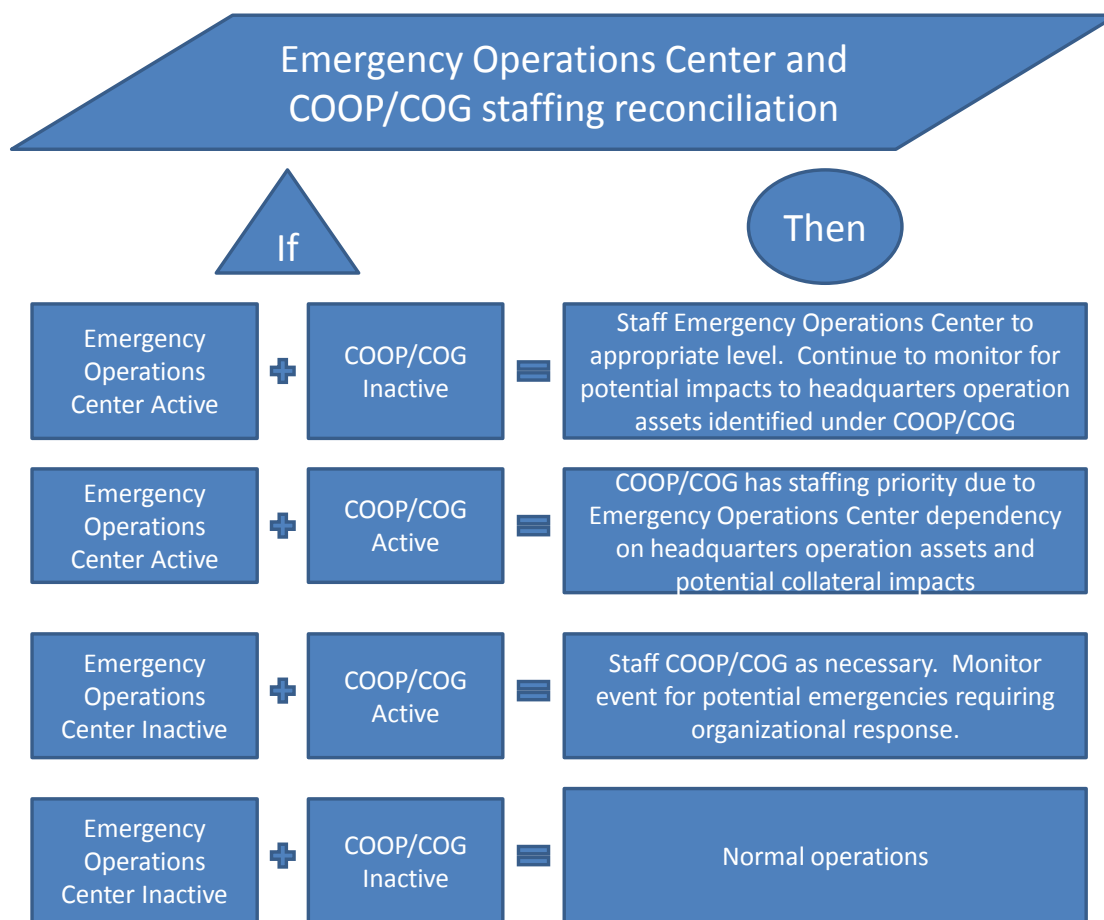 Emergency Operations Center and
COOP/COG staffing reconciliation
If
Then
Emergency
Operations
Center Active
COOP/COG
Inactive
Staff Emergency Operations Center to
appropriate level.  Continue to monitor for
potential impacts to headquarters operation
assets identified under COOP/COG
Emergency
Operations
Center Active
COOP/COG
Active
COOP/COG has staffing priority due to
Emergency Operations Center dependency
on headquarters operation assets and
potential collateral impacts
Emergency
Operations
Center Inactive
COOP/COG
Active
Staff COOP/COG as necessary.  Monitor
event for potential emergencies requiring
organizational response.
Emergency
Operations
Center Inactive
COOP/COG
Inactive
Normal operations